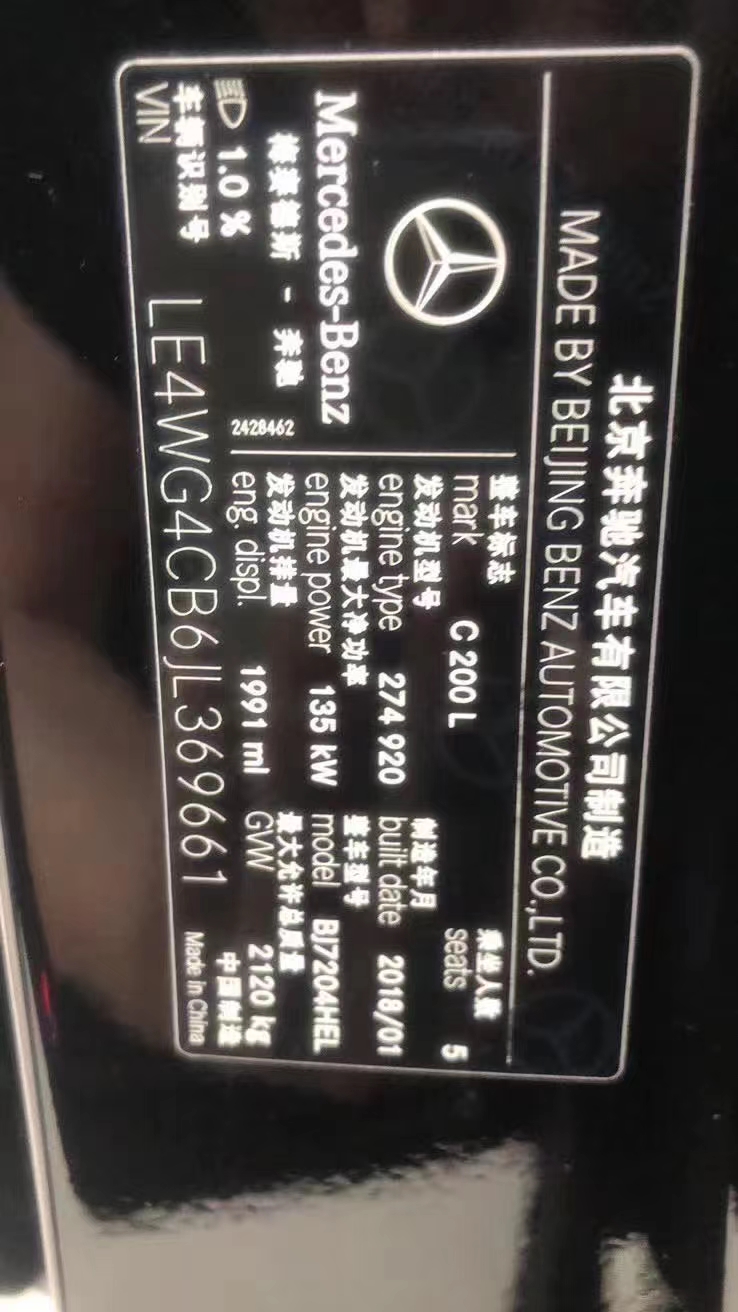 北京奔驰汽车有限公司制造
MADE BY BEIJING BENZ AUTOMOTIVE CO.,LTD.
Mercedes-Benz
梅赛德斯 - 奔驰
1.0 %
2428462
整车标志
mark C 200 L
乘坐人数
seats 5
发动机型号
engine type 274 920
制造年月
built date 2018/01
发动机最大净功率
engine power 135 kW
整车型号
model BJ7204HEL
发动机排量
eng. displ. 1991 ml
最大允许总质量
GVW 2120 kg
车辆识别号
VIN LE4WG4CB6JL369661
中国制造
Made in China